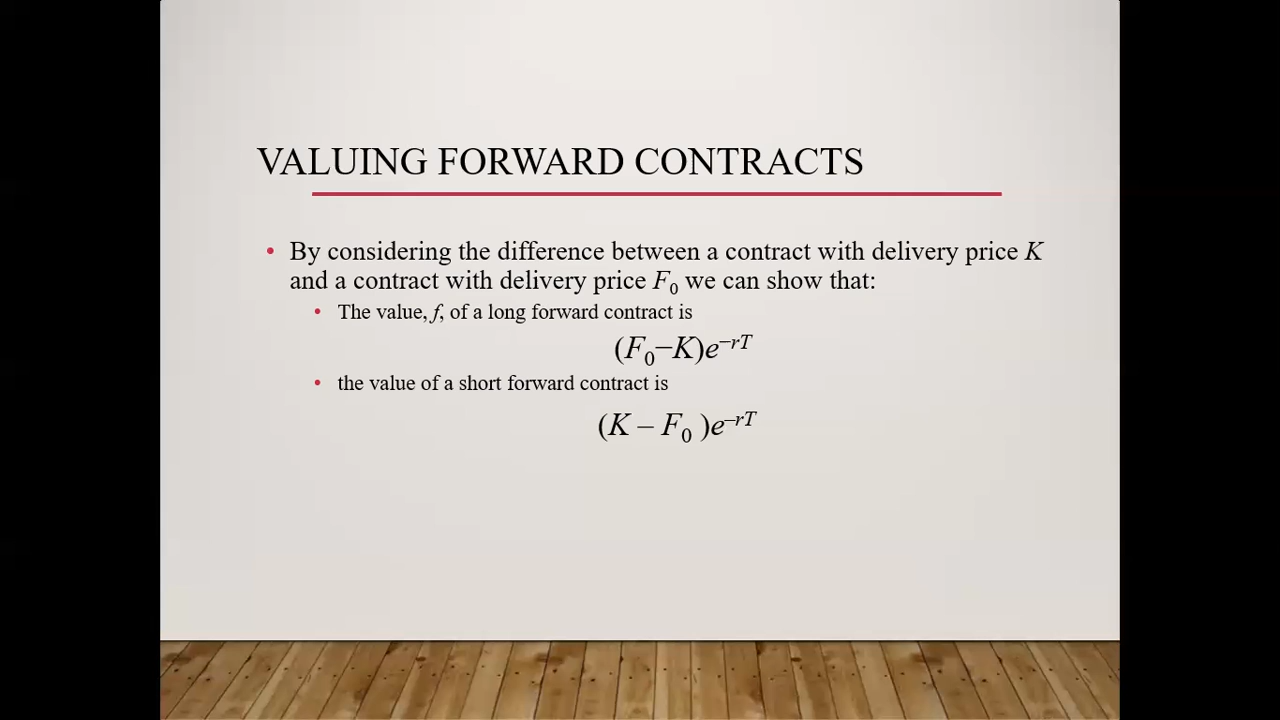 VALUING FORWARD CONTRACTS
• By considering the difference between a contract with delivery price K
and a contract with delivery price F₀ we can show that:
• The value, f, of a long forward contract is
(F₀−K)e⁻ʳᵀ
• the value of a short forward contract is
(K – F₀ )e⁻ʳᵀ